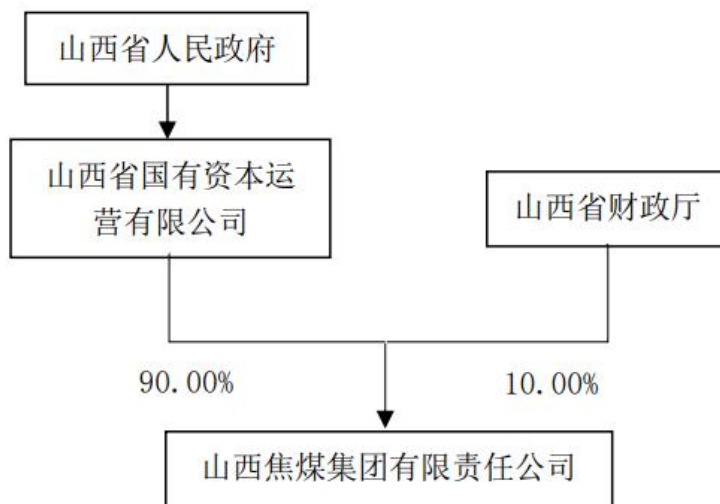 山西省人民政府
山西省国有资本运
营有限公司
山西省财政厅
90.00%
10.00%
山西焦煤集团有限责任公司